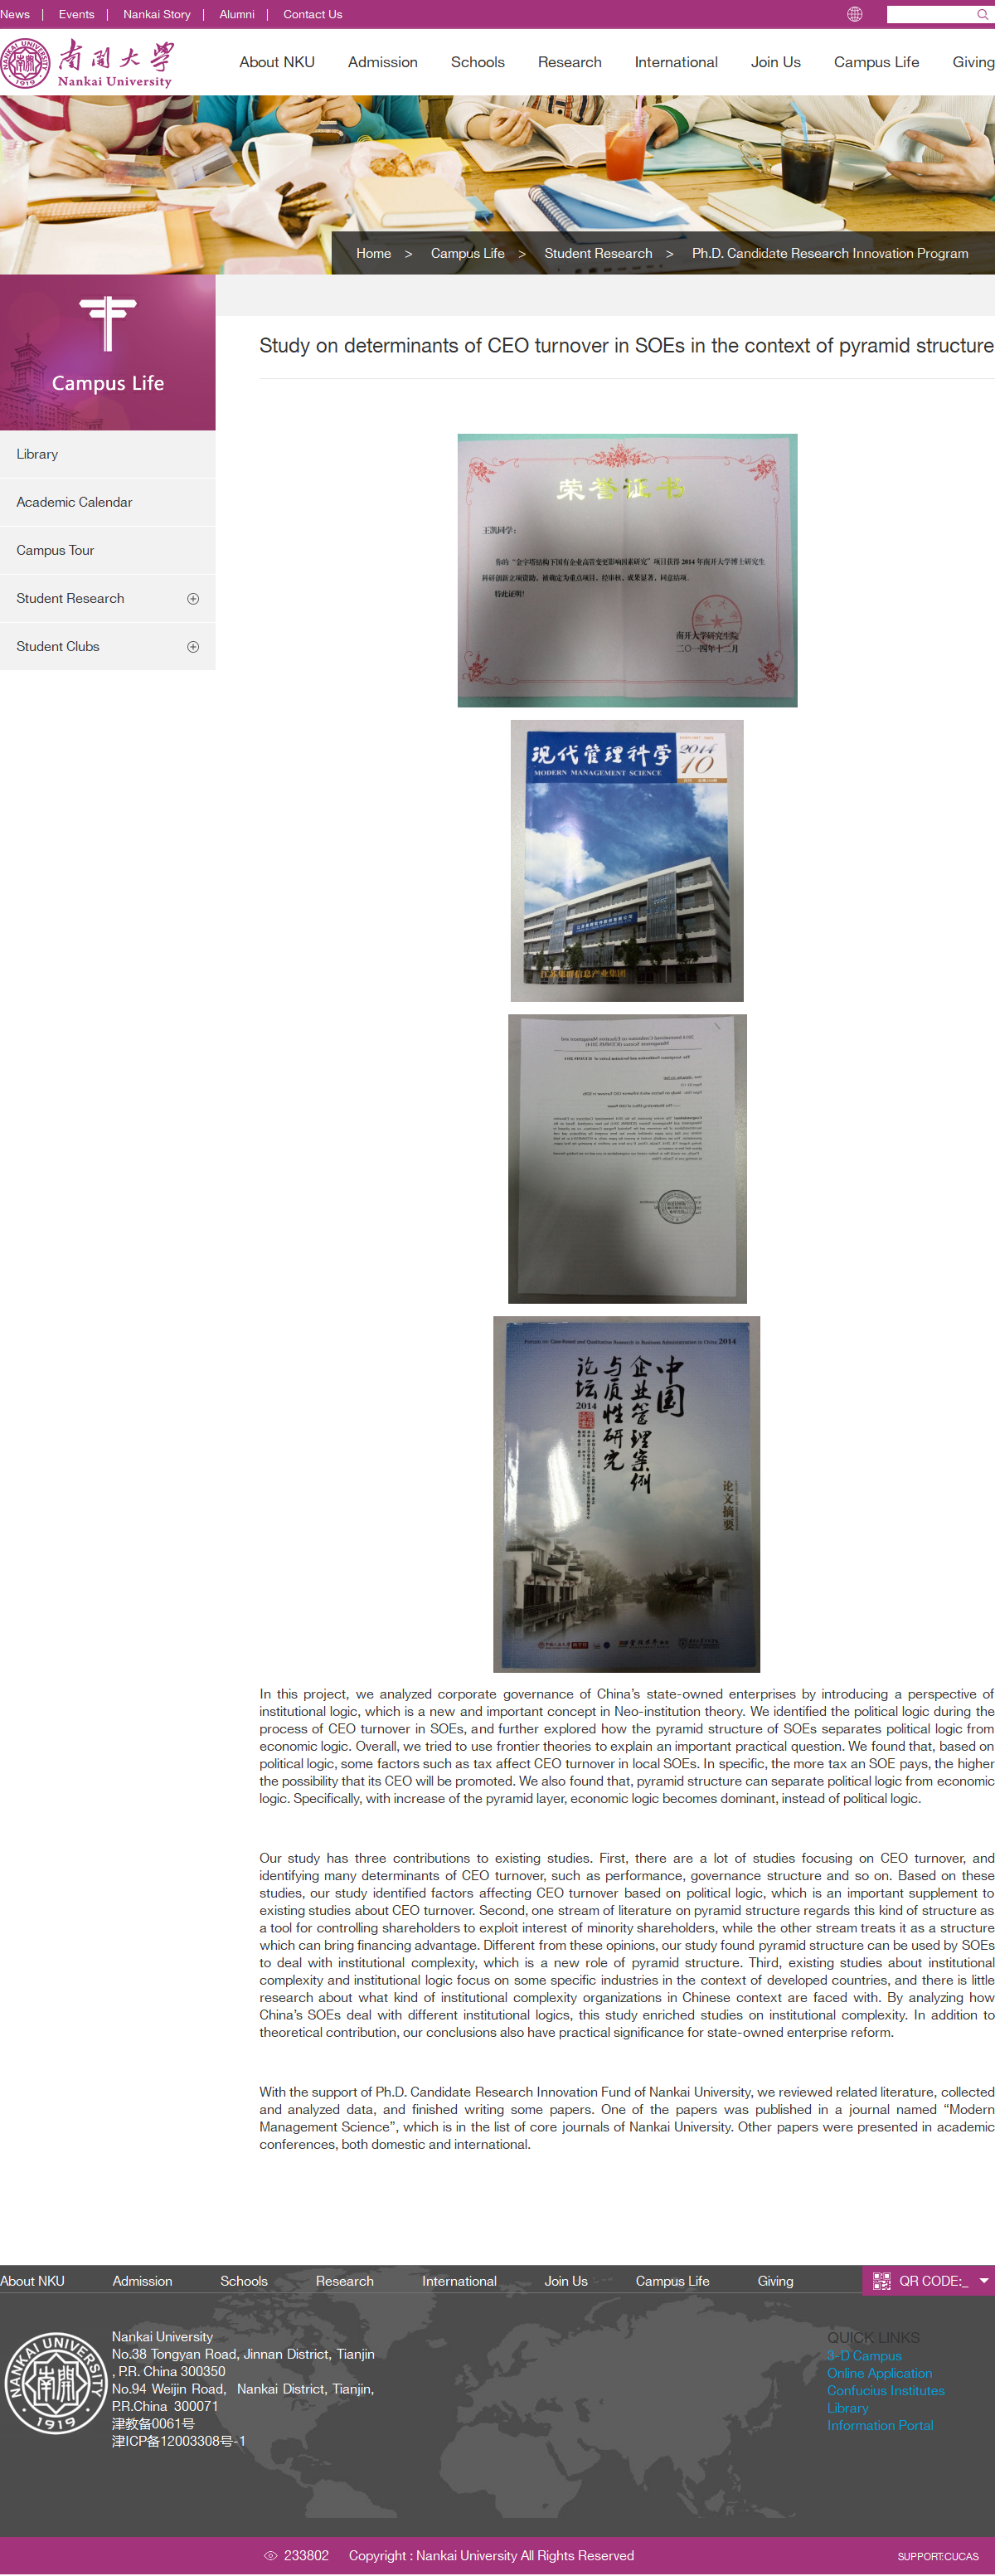 News | Events | Nankai Story | Alumni | Contact Us
南開大学
Nankai University
NANKAI UNIVERSITY
1919
About NKU Admission Schools Research International Join Us Campus Life Giving
Home > Campus Life > Student Research > Ph.D. Candidate Research Innovation Program
Campus Life
Library
Academic Calendar
Campus Tour
Student Research
Student Clubs
Study on determinants of CEO turnover in SOEs in the context of pyramid structure
荣誉证书
王凯同学：
你的“金字塔结构下国有企业高管变更影响因素研究”项目获得2014年南开大学博士研究生
科研创新立项资助，被确定为重点项目，经审核，成果显著，同意结项。
特此证明！
南开大学研究生院
二〇一四年十二月
现代管理科学
MODERN MANAGEMENT SCIENCE
2014
10
江苏集群信息产业集团
Forum on Case-Based and Qualitative Research in Business Administration in China 2014
中国
企业管理案例
与质性研究
论坛
2014
论文摘要
In this project, we analyzed corporate governance of China’s state-owned enterprises by introducing a perspective of
institutional logic, which is a new and important concept in Neo-institution theory. We identified the political logic during the
process of CEO turnover in SOEs, and further explored how the pyramid structure of SOEs separates political logic from
economic logic. Overall, we tried to use frontier theories to explain an important practical question. We found that, based on
political logic, some factors such as tax affect CEO turnover in local SOEs. In specific, the more tax an SOE pays, the higher
the possibility that its CEO will be promoted. We also found that, pyramid structure can separate political logic from economic
logic. Specifically, with increase of the pyramid layer, economic logic becomes dominant, instead of political logic.
Our study has three contributions to existing studies. First, there are a lot of studies focusing on CEO turnover, and
identifying many determinants of CEO turnover, such as performance, governance structure and so on. Based on these
studies, our study identified factors affecting CEO turnover based on political logic, which is an important supplement to
existing studies about CEO turnover. Second, one stream of literature on pyramid structure regards this kind of structure as
a tool for controlling shareholders to exploit interest of minority shareholders, while the other stream treats it as a structure
which can bring financing advantage. Different from these opinions, our study found pyramid structure can be used by SOEs
to deal with institutional complexity, which is a new role of pyramid structure. Third, existing studies about institutional
complexity and institutional logic focus on some specific industries in the context of developed countries, and there is little
research about what kind of institutional complexity organizations in Chinese context are faced with. By analyzing how
China’s SOEs deal with different institutional logics, this study enriched studies on institutional complexity. In addition to
theoretical contribution, our conclusions also have practical significance for state-owned enterprise reform.
With the support of Ph.D. Candidate Research Innovation Fund of Nankai University, we reviewed related literature, collected
and analyzed data, and finished writing some papers. One of the papers was published in a journal named “Modern
Management Science”, which is in the list of core journals of Nankai University. Other papers were presented in academic
conferences, both domestic and international.
About NKU Admission Schools Research International Join Us Campus Life Giving
QR CODE:_
NANKAI UNIVERSITY
1919
Nankai University
No.38 Tongyan Road, Jinnan District, Tianjin
, P.R. China 300350
No.94 Weijin Road, Nankai District, Tianjin,
P.R.China 300071
津教备0061号
津ICP备12003308号-1
QUICK LINKS
3-D Campus
Online Application
Confucius Institutes
Library
Information Portal
233802 Copyright : Nankai University All Rights Reserved
SUPPORT:CUCAS